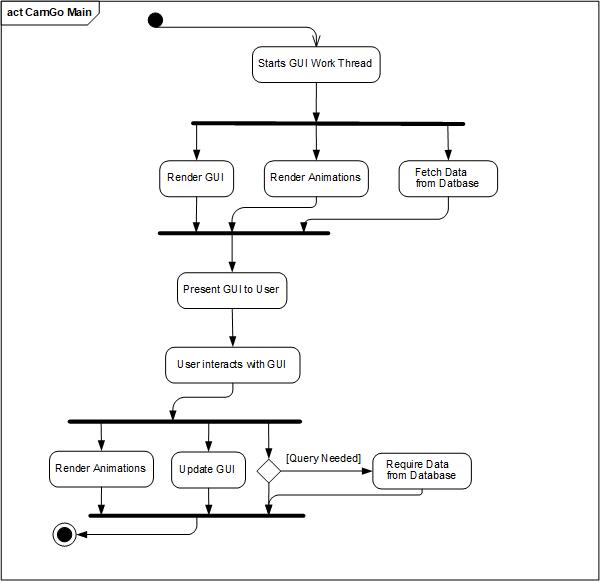 act CamGo Main
Starts GUI Work Thread
Render GUI
Render Animations
Fetch Data
from Datbase
Present GUI to User
User interacts with GUI
Render Animations
Update GUI
[Query Needed]
Require Data
from Database